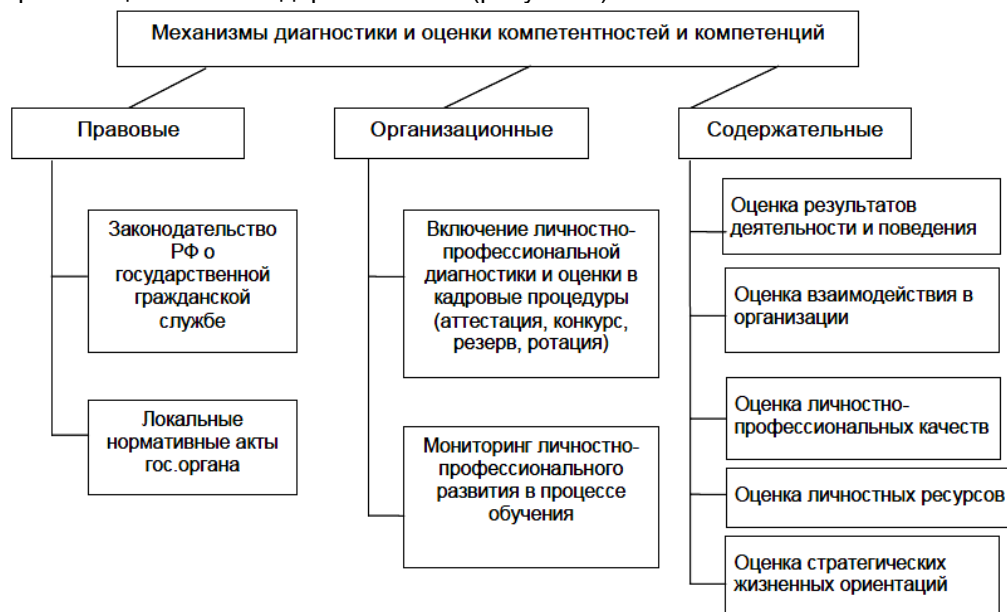 Механизмы диагностики и оценки компетентностей и компетенций
Правовые
Организационные
Содержательные
Законодательство
РФ о
государственной
гражданской
службе
Локальные
нормативные акты
гос.органа
Включение личностно-
профессиональной
диагностики и оценки в
кадровые процедуры
(аттестация, конкурс,
резерв, ротация)
Мониторинг личностно-
профессионального
развития в процессе
обучения
Оценка результатов
деятельности и поведения
Оценка взаимодействия в
организации
Оценка личностно-
профессиональных качеств
Оценка личностных ресурсов
Оценка стратегических
жизненных ориентаций